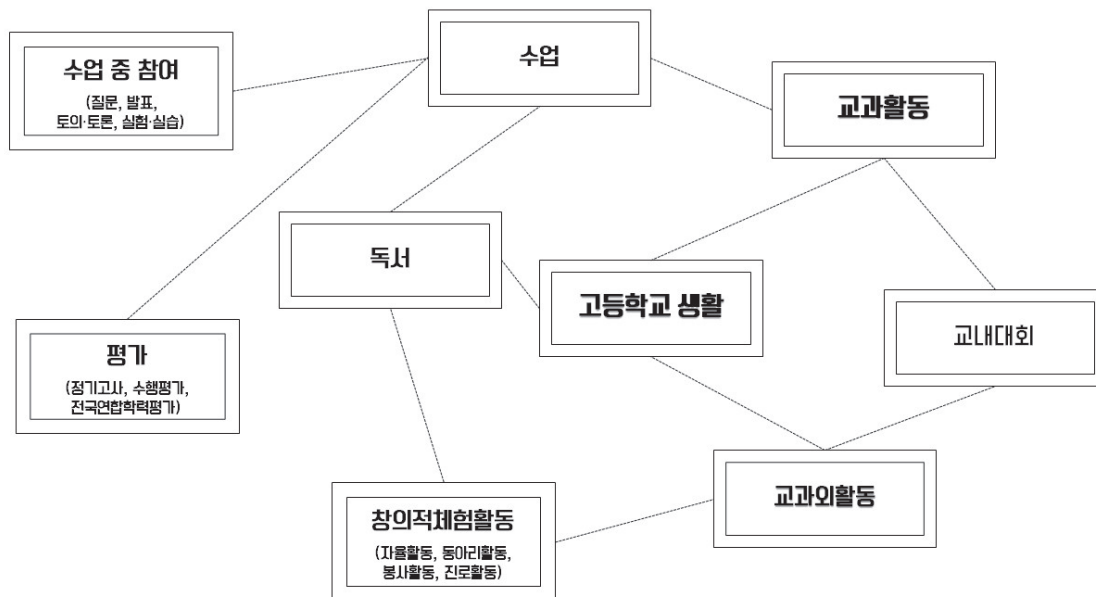 수업
수업 중 참여
(질문, 발표,
토의·토론, 실험·실습)
교과활동
독서
고등학교 생활
교내대회
평가
(정기고사, 수행평가,
전국연합학력평가)
교과외활동
창의적체험활동
(자율활동, 동아리활동,
봉사활동, 진로활동)